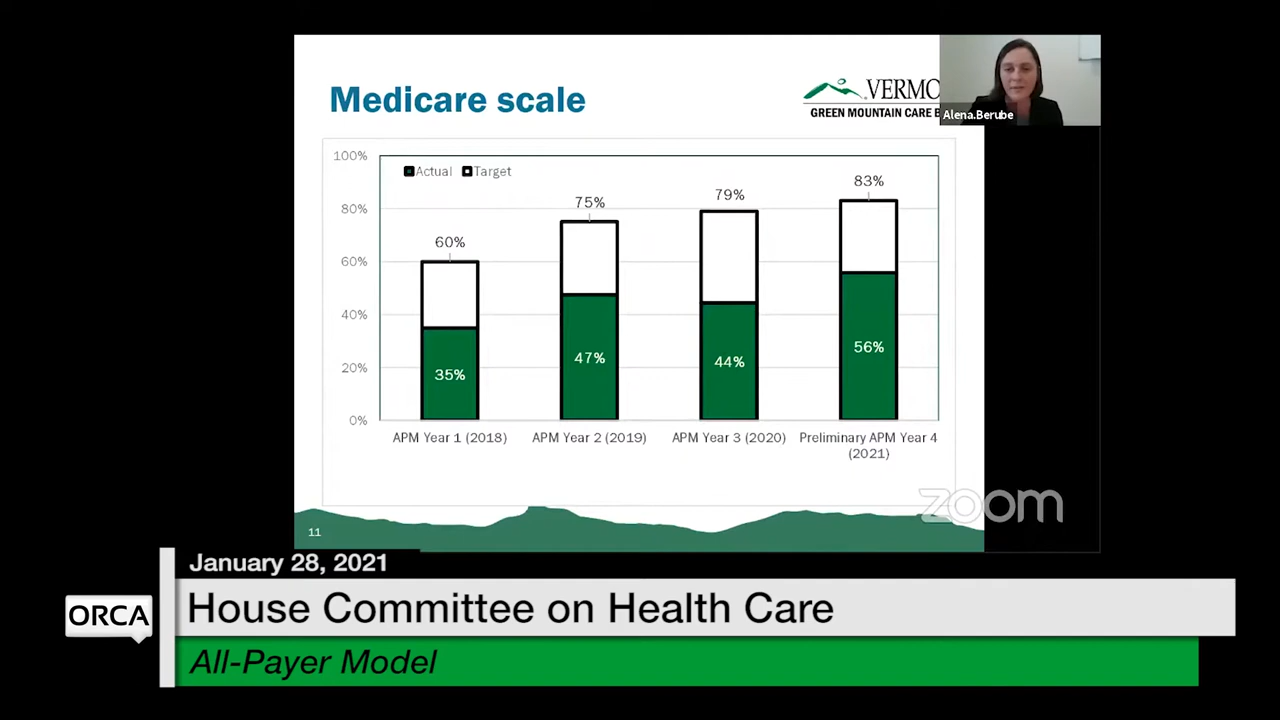 Medicare scale
VERMO
GREEN MOUNTAIN CARE B
Alena.Berube
100%
80%
60%
40%
20%
0%
Actual Target
60%
75%
79%
83%
35%
47%
44%
56%
APM Year 1 (2018)
APM Year 2 (2019)
APM Year 3 (2020)
Preliminary APM Year 4
(2021)
11
zoom
January 28, 2021
ORCA
House Committee on Health Care
All-Payer Model